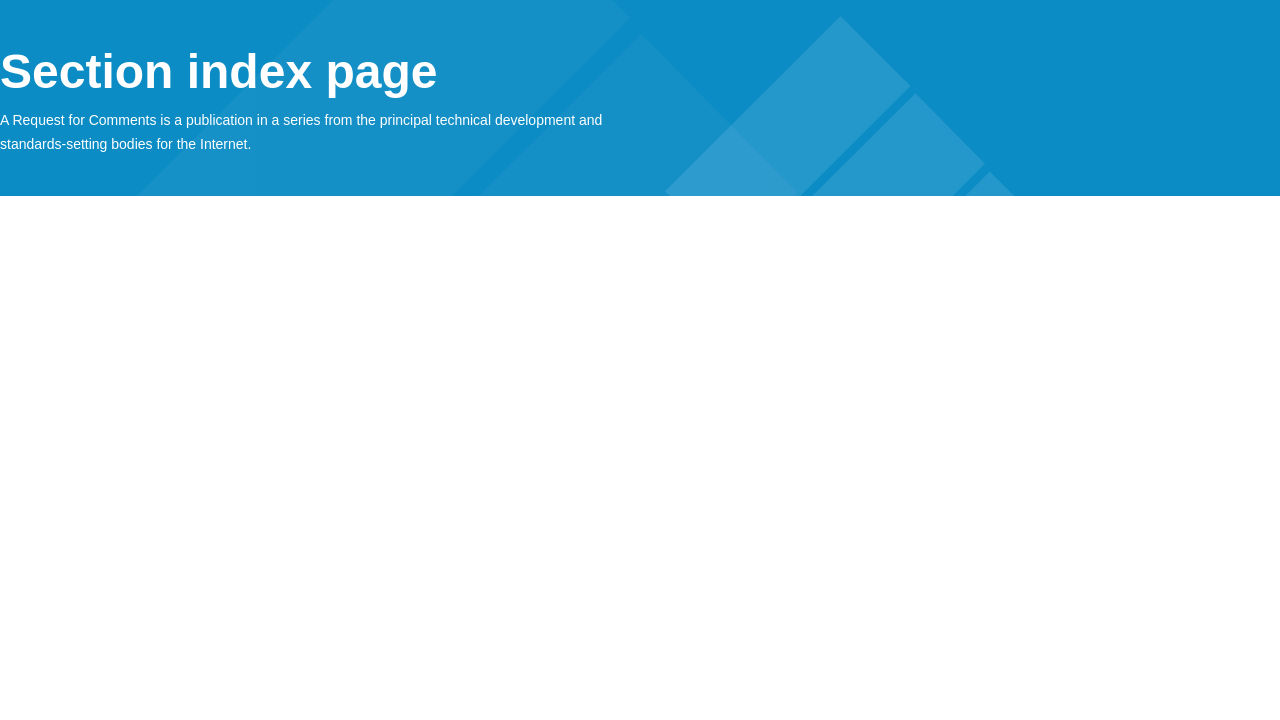 Section index page
A Request for Comments is a publication in a series from the principal technical development and
standards-setting bodies for the Internet.